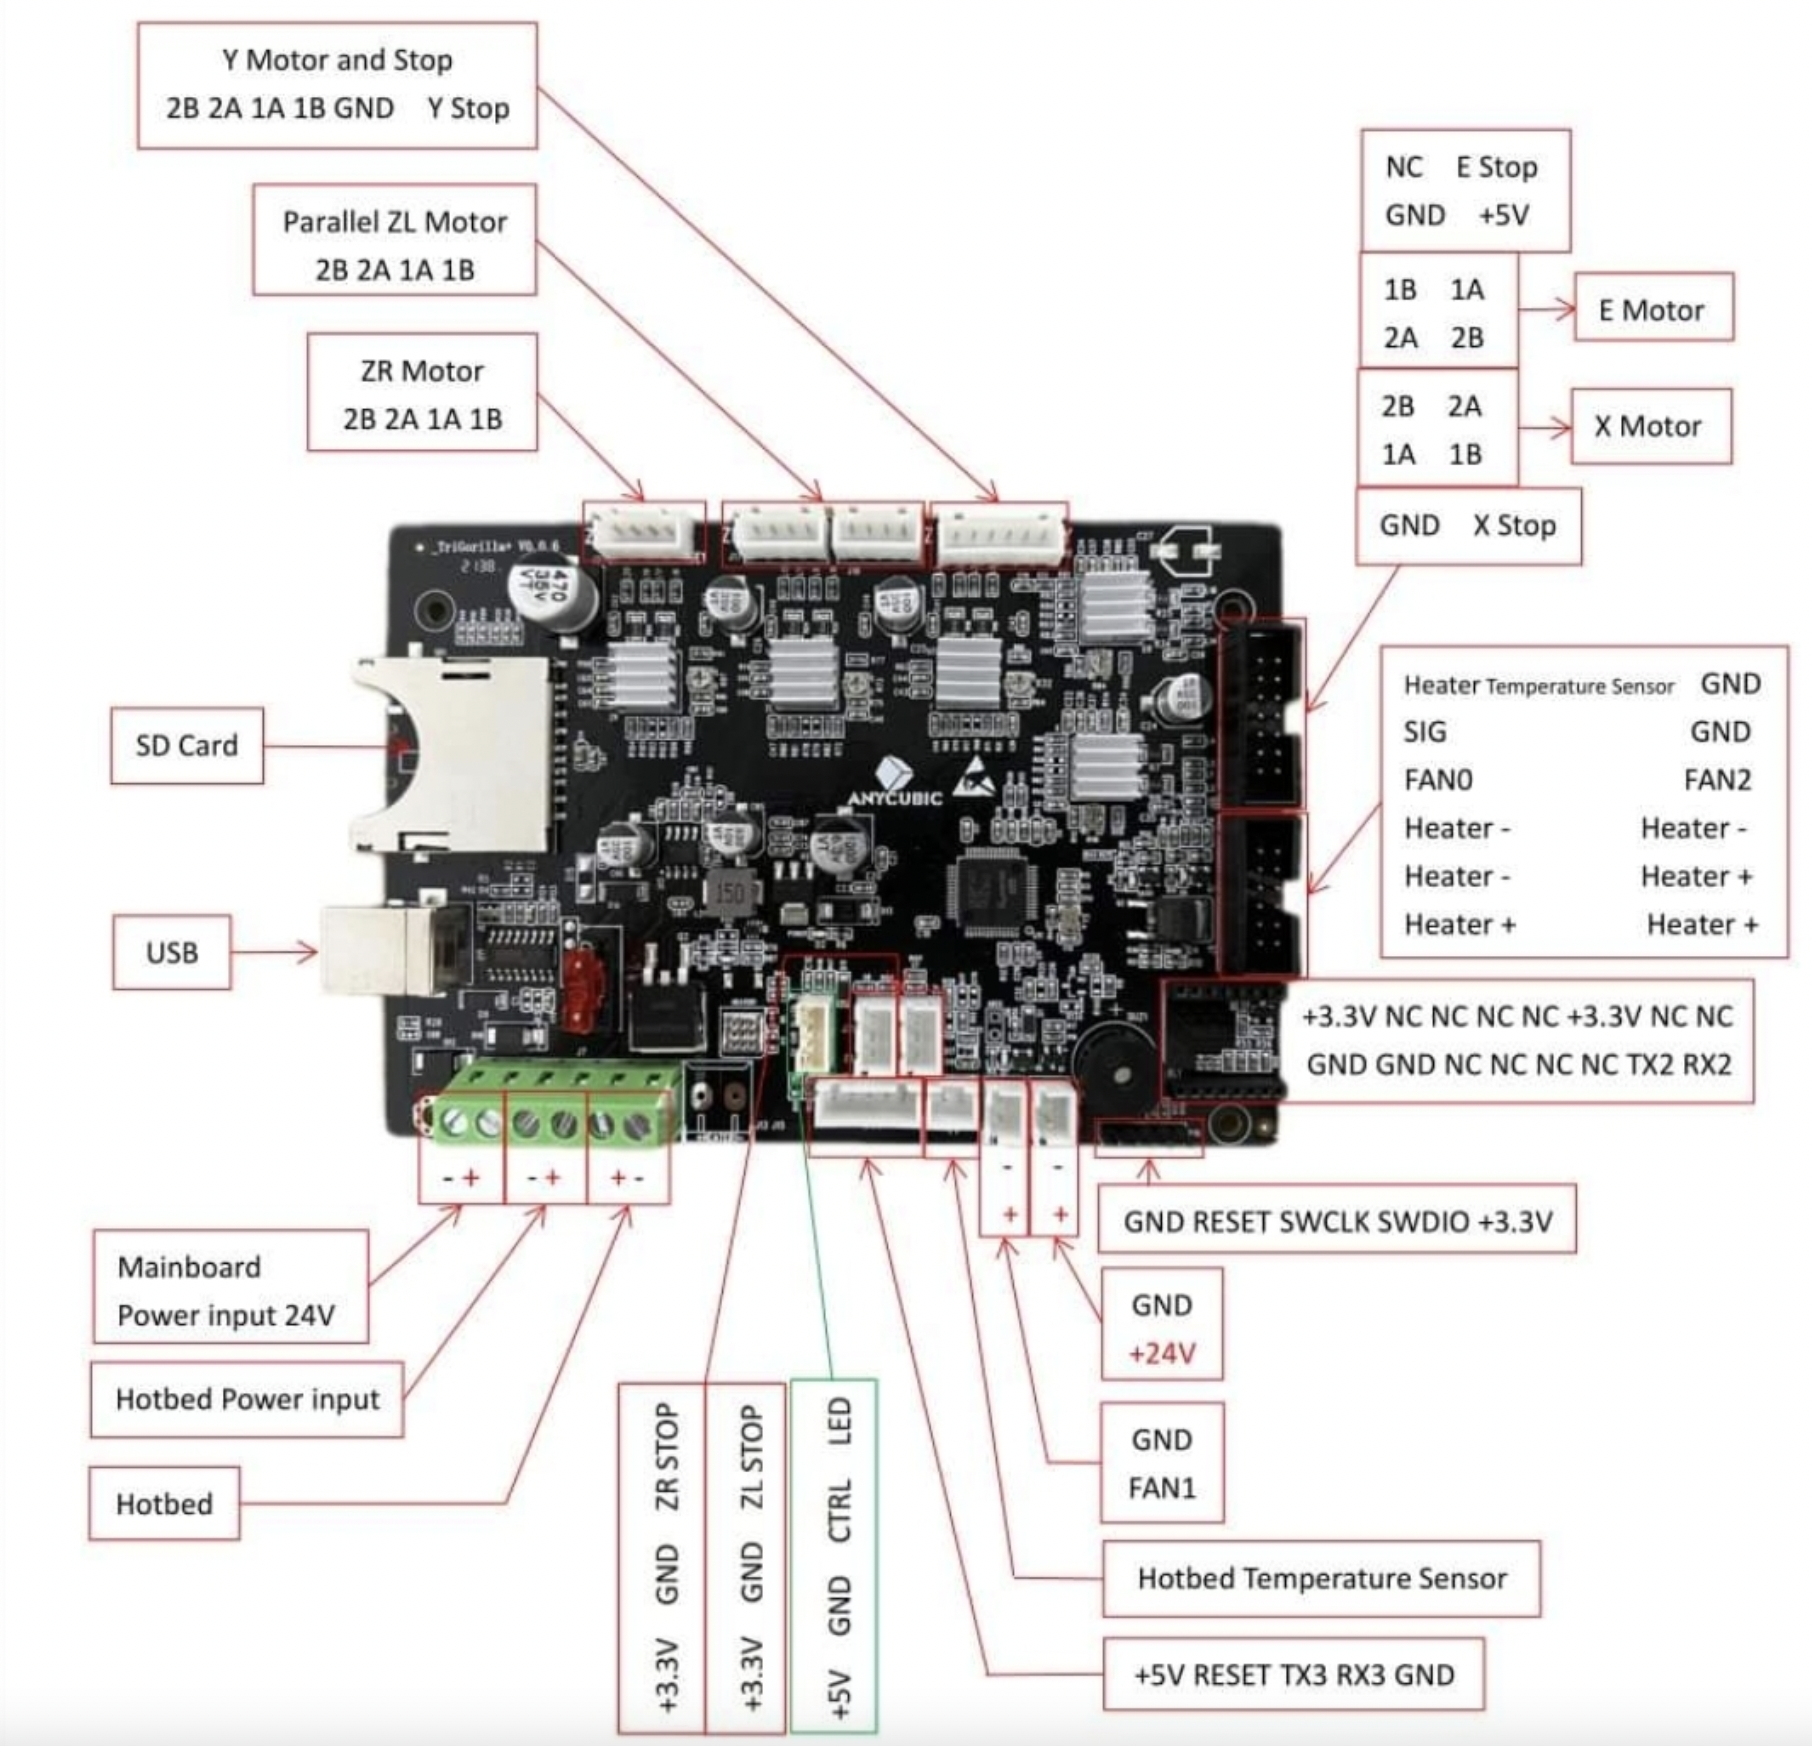 Y Motor and Stop
2B 2A 1A 1B GND Y Stop
Parallel ZL Motor
2B 2A 1A 1B
ZR Motor
2B 2A 1A 1B
NC E Stop
GND +5V
1B 1A
2A 2B
E Motor
2B 2A
1A 1B
X Motor
GND X Stop
TriGorilla+ V0.0.6
470
35V
VT
SD Card
USB
ANYCUBIC
150
Heater Temperature Sensor GND
SIG GND
FAN0 FAN2
Heater - Heater -
Heater - Heater +
Heater + Heater +
+3.3V NC NC NC NC +3.3V NC NC
GND GND NC NC NC NC TX2 RX2
- +
- +
+ -
-
+
-
+
GND RESET SWCLK SWDIO +3.3V
Mainboard
Power input 24V
Hotbed Power input
Hotbed
GND
+24V
GND
FAN1
+3.3V GND ZR STOP
+3.3V GND ZL STOP
+5V GND CTRL LED
Hotbed Temperature Sensor
+5V RESET TX3 RX3 GND